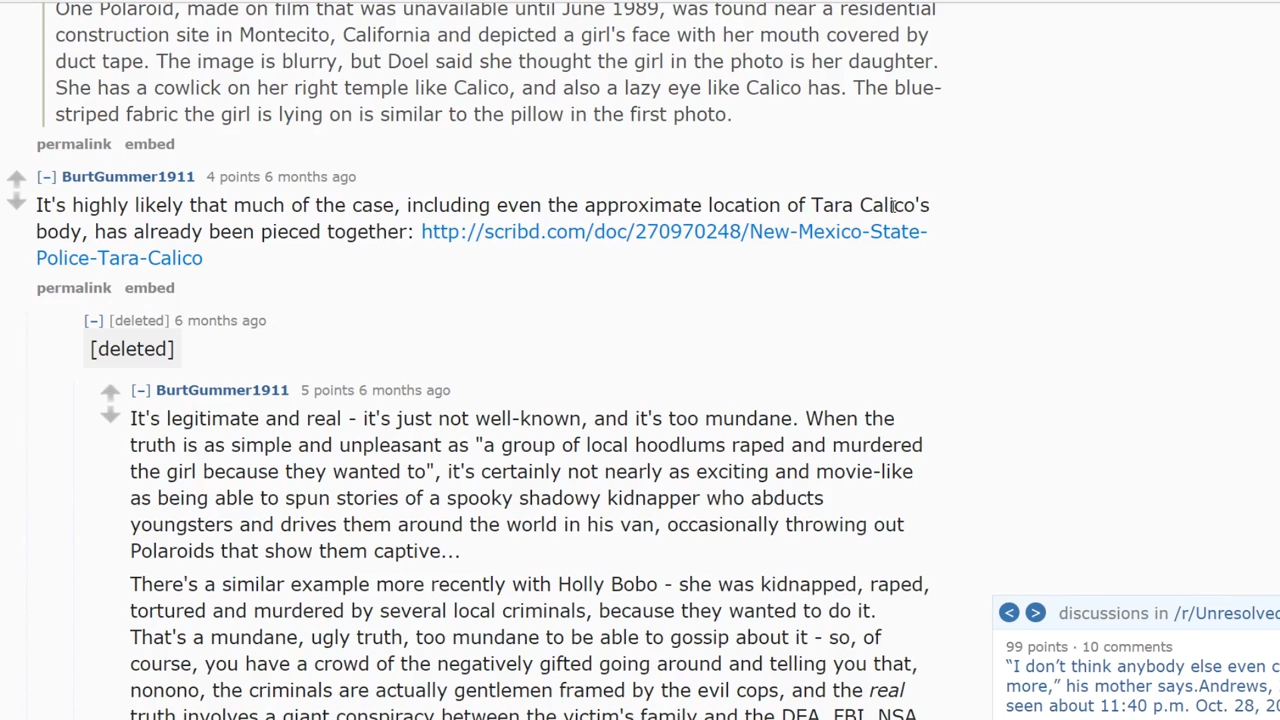 One Polaroid, made on film that was unavailable until June 1989, was found near a residential
construction site in Montecito, California and depicted a girl's face with her mouth covered by
duct tape. The image is blurry, but Doel said she thought the girl in the photo is her daughter.
She has a cowlick on her right temple like Calico, and also a lazy eye like Calico has. The blue-
striped fabric the girl is lying on is similar to the pillow in the first photo.
permalink embed
[–] BurtGummer1911 4 points 6 months ago
It's highly likely that much of the case, including even the approximate location of Tara Calico's
body, has already been pieced together: http://scribd.com/doc/270970248/New-Mexico-State-
Police-Tara-Calico
permalink embed
[–] [deleted] 6 months ago
[deleted]
[–] BurtGummer1911 5 points 6 months ago
It's legitimate and real - it's just not well-known, and it's too mundane. When the
truth is as simple and unpleasant as "a group of local hoodlums raped and murdered
the girl because they wanted to", it's certainly not nearly as exciting and movie-like
as being able to spun stories of a spooky shadowy kidnapper who abducts
youngsters and drives them around the world in his van, occasionally throwing out
Polaroids that show them captive...
There's a similar example more recently with Holly Bobo - she was kidnapped, raped,
tortured and murdered by several local criminals, because they wanted to do it.
That's a mundane, ugly truth, too mundane to be able to gossip about it - so, of
course, you have a crowd of the negatively gifted going around and telling you that,
nonono, the criminals are actually gentlemen framed by the evil cops, and the real
truth involves a giant conspiracy between the victim's family and the DEA, FBI, NSA,
< > discussions in /r/Unresolved
99 points · 10 comments
“I don’t think anybody else even c
more,” his mother says.Andrews,
seen about 11:40 p.m. Oct. 28, 20